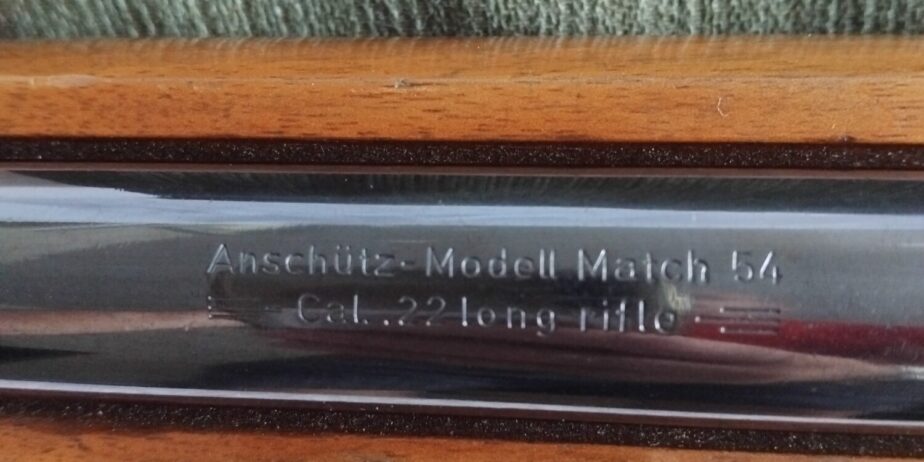 Anschütz-Modell Match 54
Cal. .22 long rifle